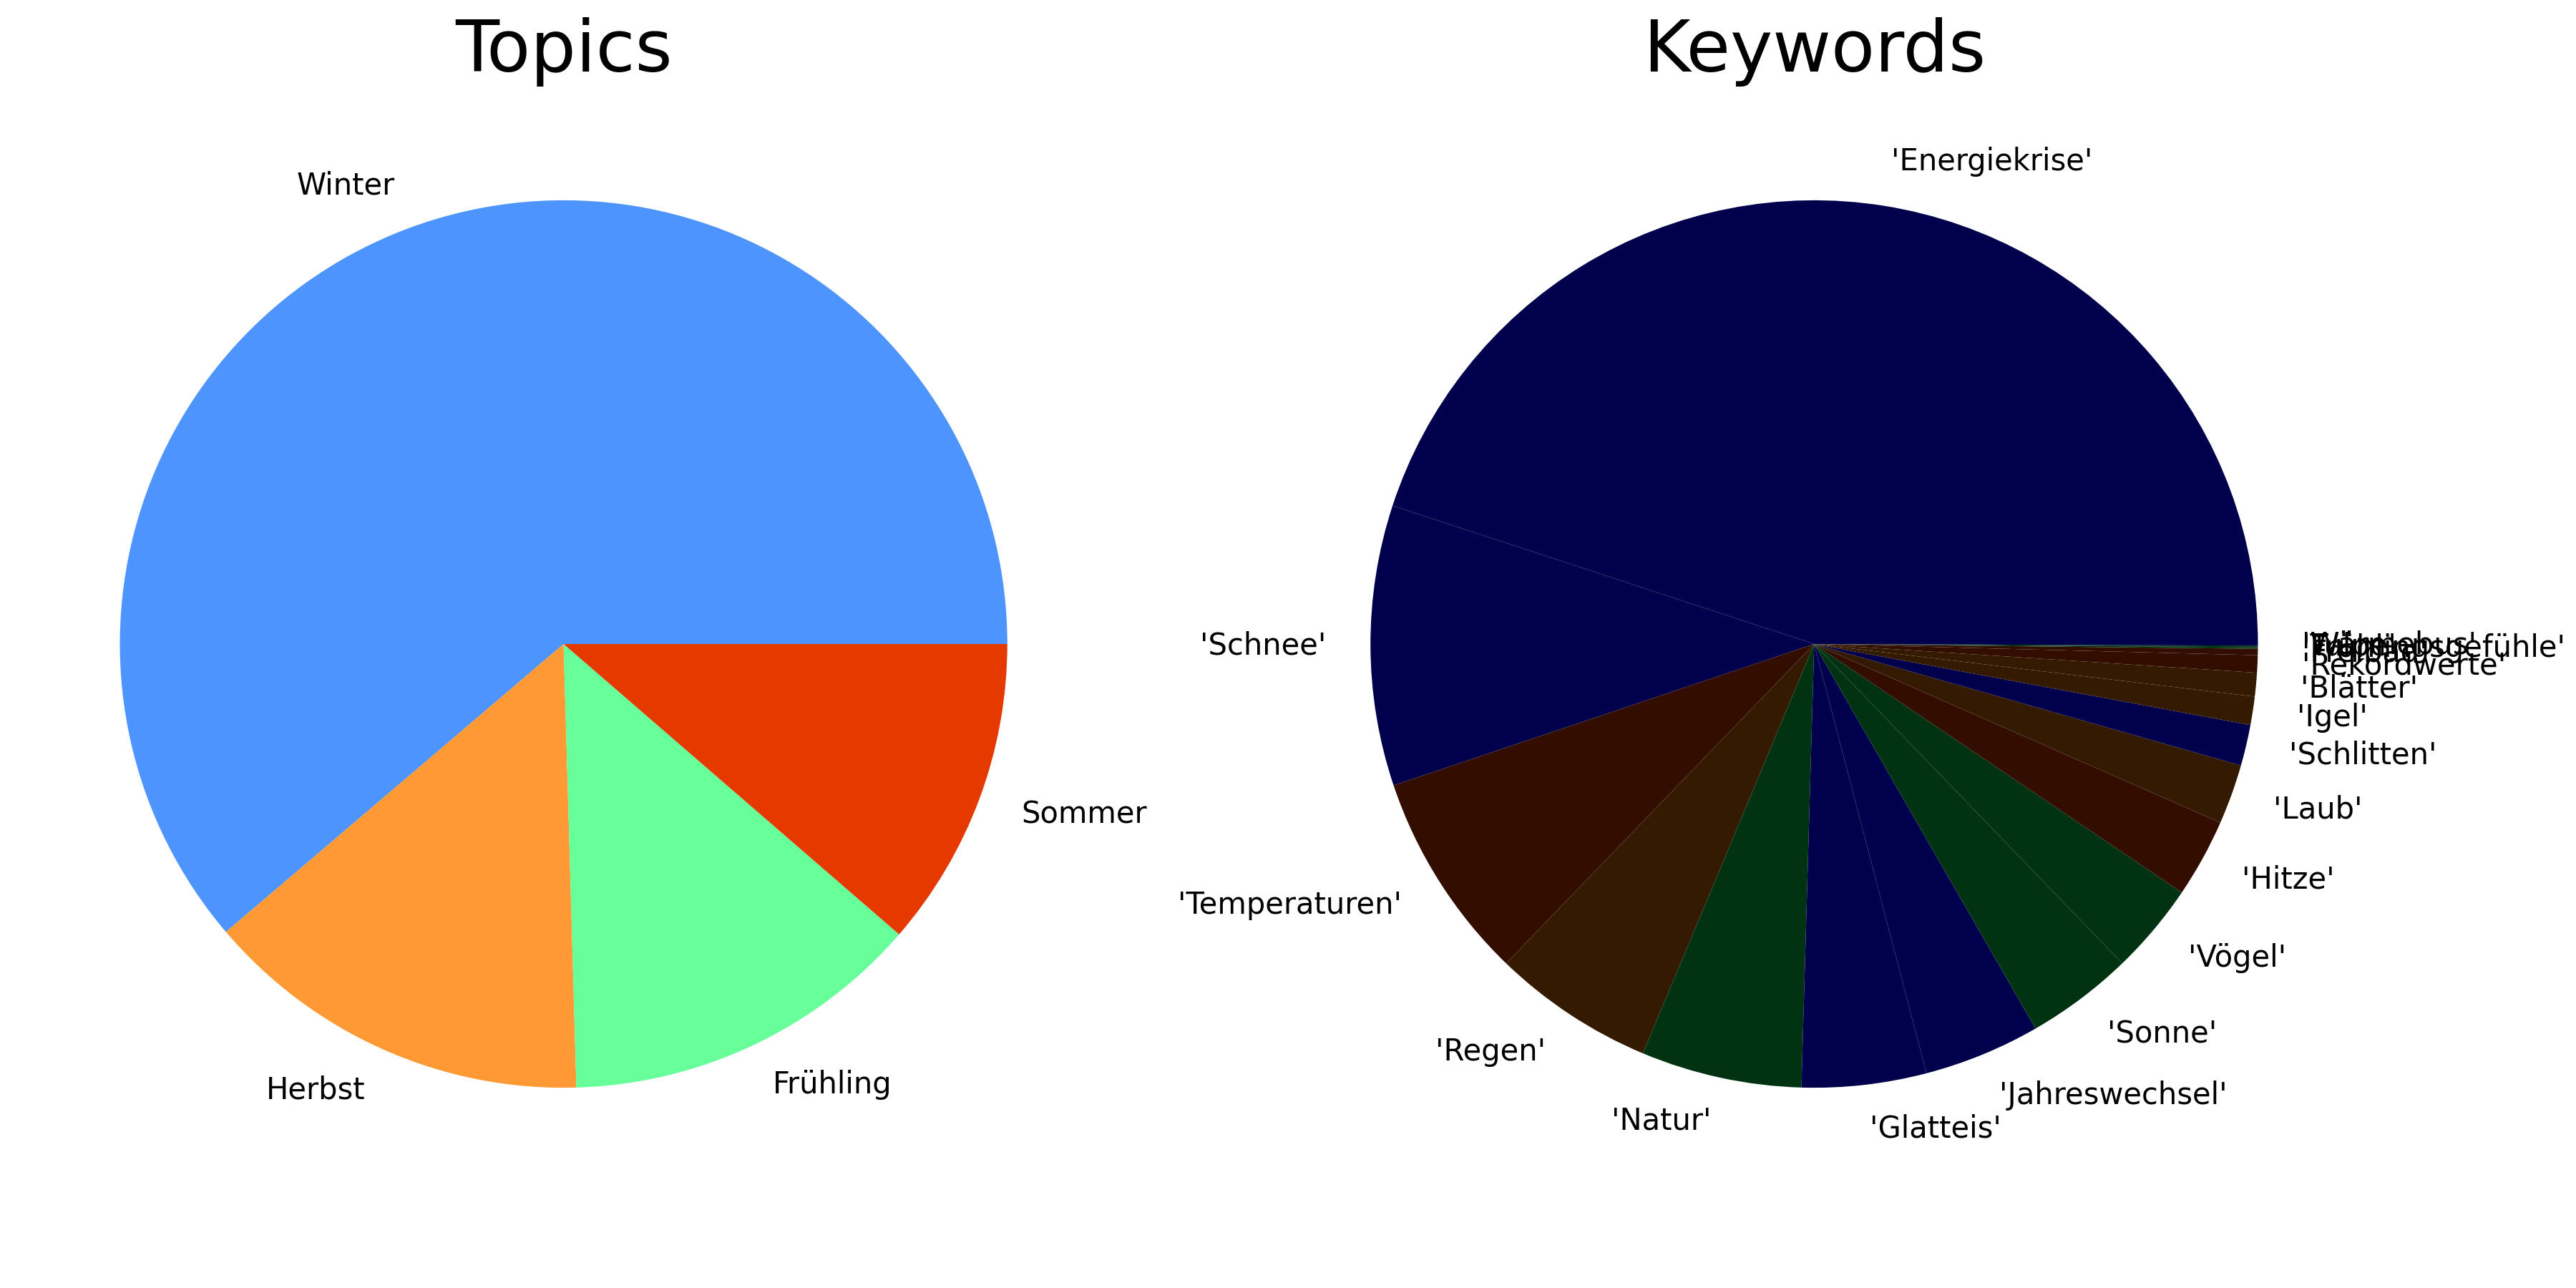 Topics
Winter
Herbst
Frühling
Sommer
Keywords
'Energiekrise'
'Schnee'
'Temperaturen'
'Regen'
'Natur'
'Glatteis'
'Jahreswechsel'
'Sonne'
'Vögel'
'Hitze'
'Laub'
'Schlitten'
'Igel'
'Blätter'
'Rekordwerte'